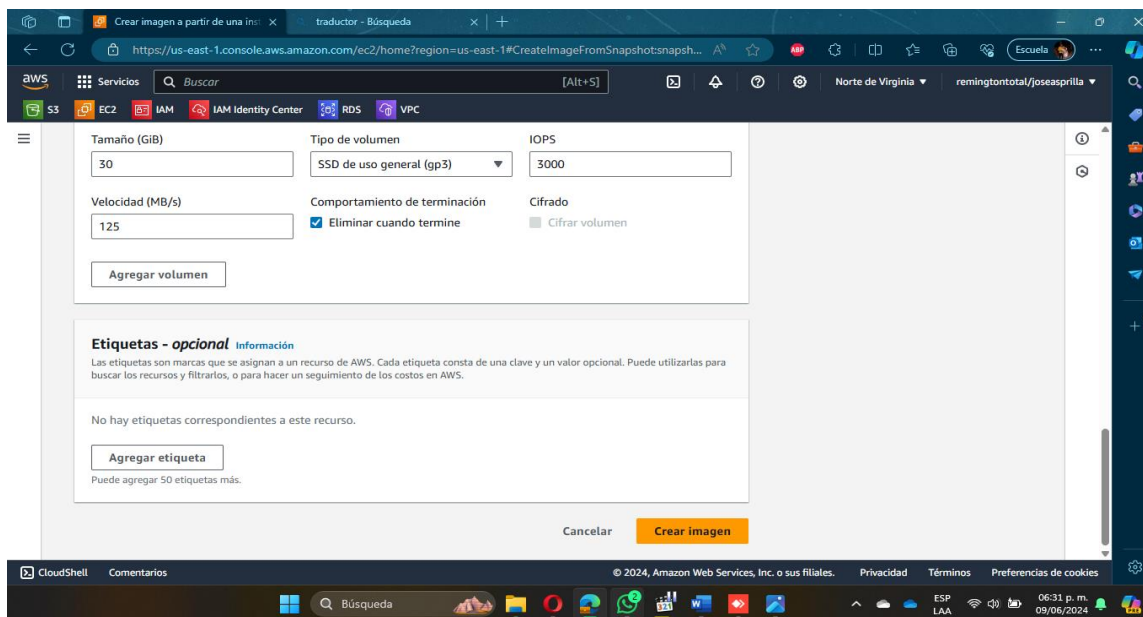 Crear imagen a partir de una inst
traductor - Búsqueda
https://us-east-1.console.aws.amazon.com/ec2/home?region=us-east-1#CreateImageFromSnapshot:snapsh...
Escuela
aws
Servicios
Buscar
[Alt+S]
Norte de Virginia
remingtontotal/joseasprilla
S3
EC2
IAM
IAM Identity Center
RDS
VPC
Tamaño (GiB)
Tipo de volumen
IOPS
30
SSD de uso general (gp3)
3000
Velocidad (MB/s)
Comportamiento de terminación
Cifrado
125
Eliminar cuando termine
Cifrar volumen
Agregar volumen
Etiquetas - opcional Información
Las etiquetas son marcas que se asignan a un recurso de AWS. Cada etiqueta consta de una clave y un valor opcional. Puede utilizarlas para
buscar los recursos y filtrarlos, o para hacer un seguimiento de los costos en AWS.
No hay etiquetas correspondientes a este recurso.
Agregar etiqueta
Puede agregar 50 etiquetas más.
Cancelar
Crear imagen
CloudShell
Comentarios
© 2024, Amazon Web Services, Inc. o sus filiales.
Privacidad
Términos
Preferencias de cookies
Búsqueda
ESP
LAA
06:31 p. m.
09/06/2024